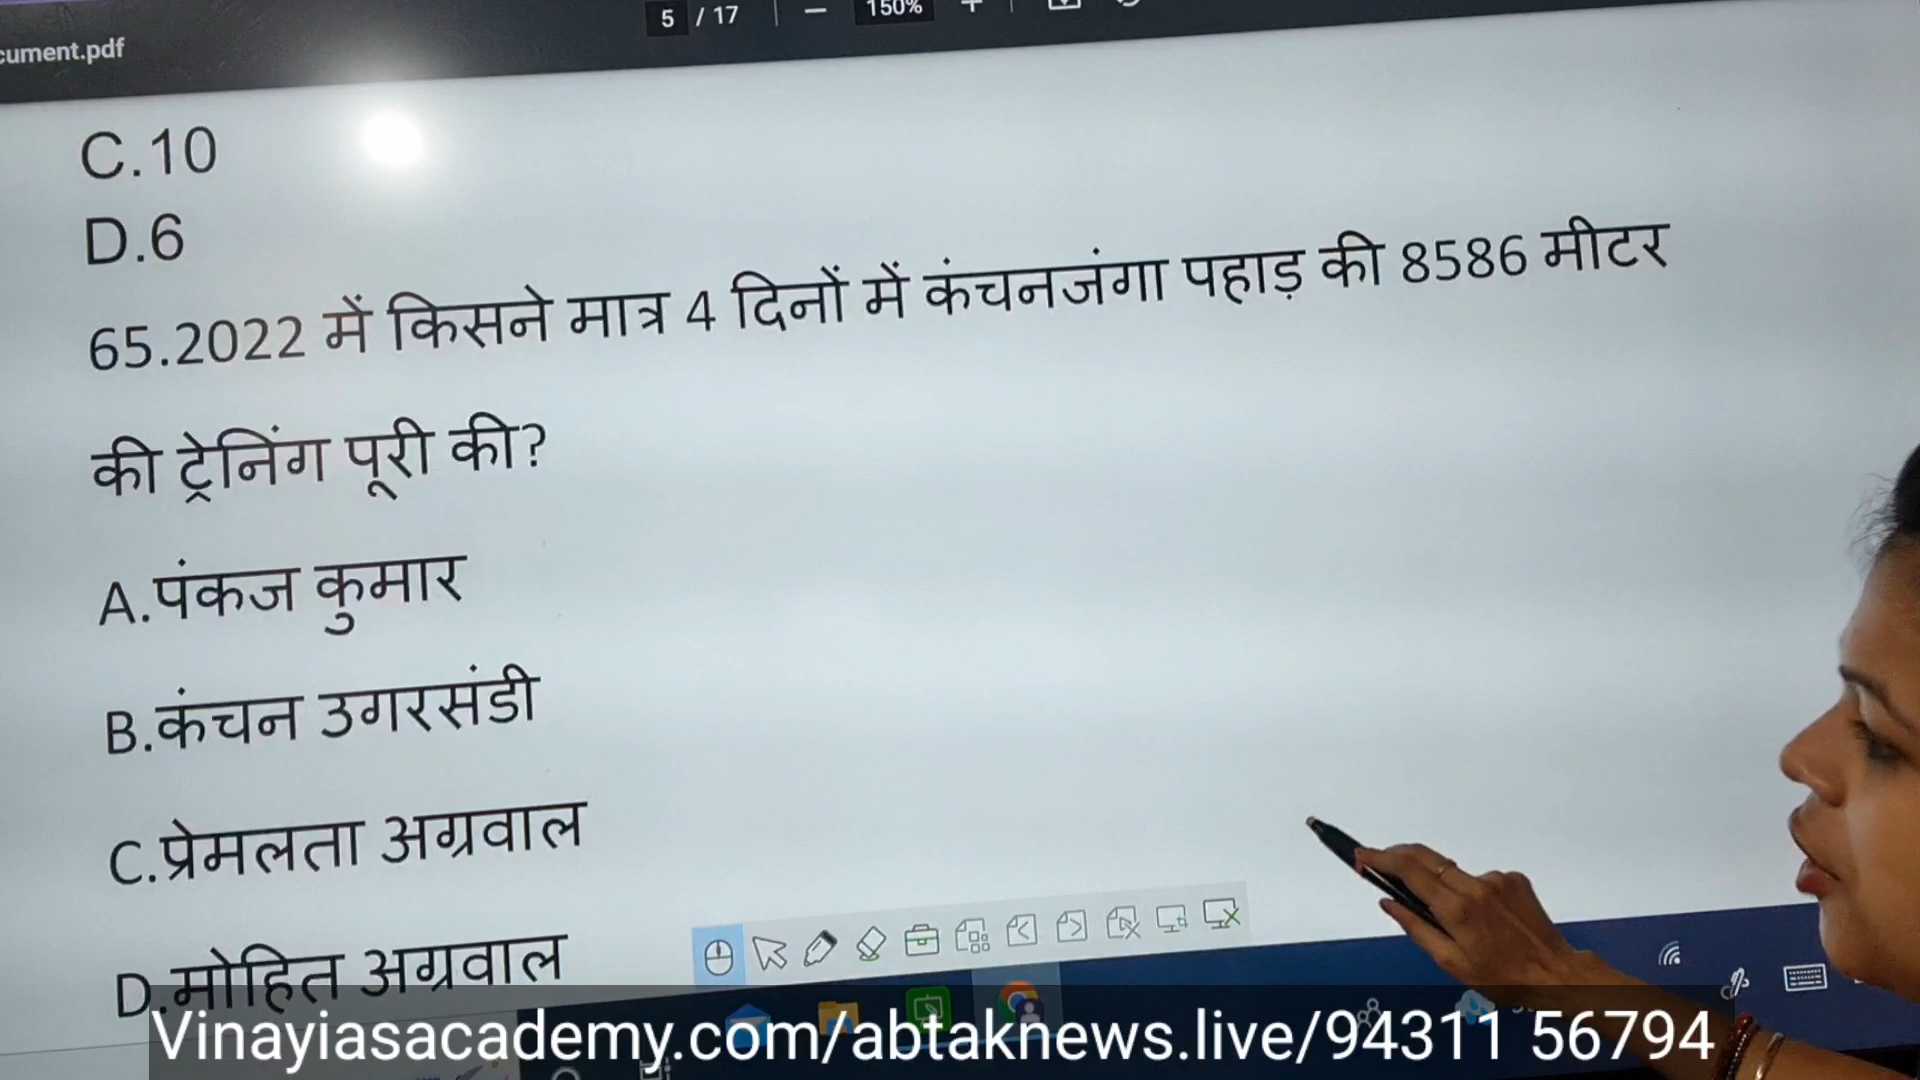 cument.pdf
5 / 17
150%
C.10
D.6
65.2022 में किसने मात्र 4 दिनों में कंचनजंगा पहाड़ की 8586 मीटर
की ट्रेनिंग पूरी की?
A.पंकज कुमार
B.कंचन उगरसंडी
C.प्रेमलता अग्रवाल
D.मोहित अग्रवाल
Vinayiasacademy.com/abtaknews.live/94311 56794